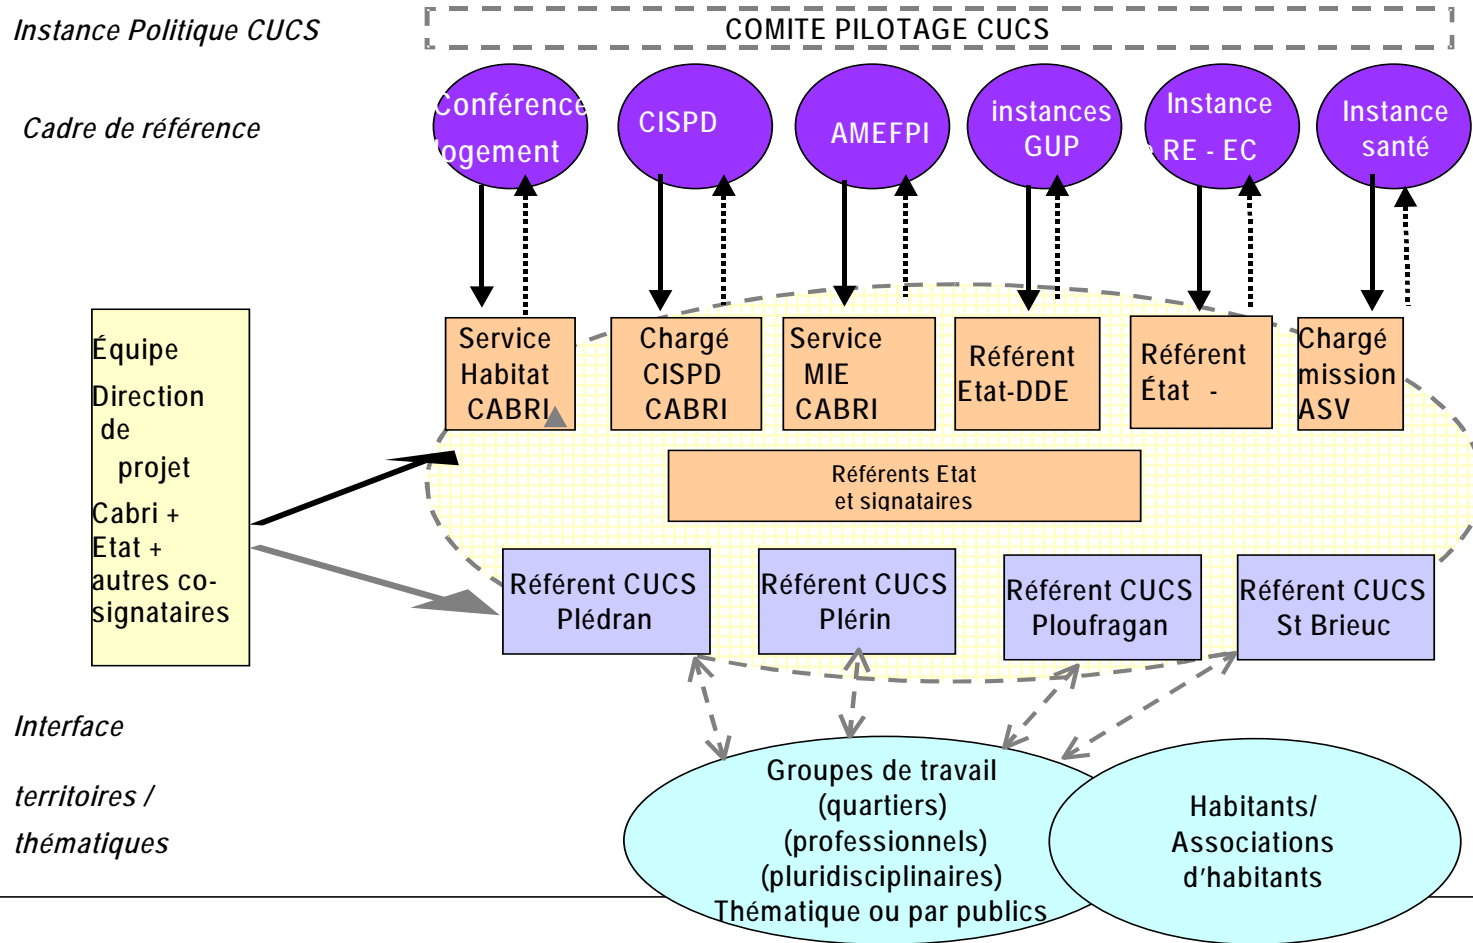 Instance Politique CUCS
COMITE PILOTAGE CUCS
Cadre de référence
Conférence
logement
CISPD
AMEFPI
instances
GUP
Instance
RE - EC
Instance
santé
Équipe
Direction
de
projet
Cabri +
Etat +
autres co-
signataires
Service
Habitat
CABRI
Chargé
CISPD
CABRI
Service
MIE
CABRI
Référent
Etat-DDE
Référent
État -
Chargé
mission
ASV
Référents Etat
et signataires
Référent CUCS
Plédran
Référent CUCS
Plérin
Référent CUCS
Ploufragan
Référent CUCS
St Brieuc
Interface
territoires /
thématiques
Groupes de travail
(quartiers)
(professionnels)
(pluridisciplinaires)
Thématique ou par publics
Habitants/
Associations
d'habitants